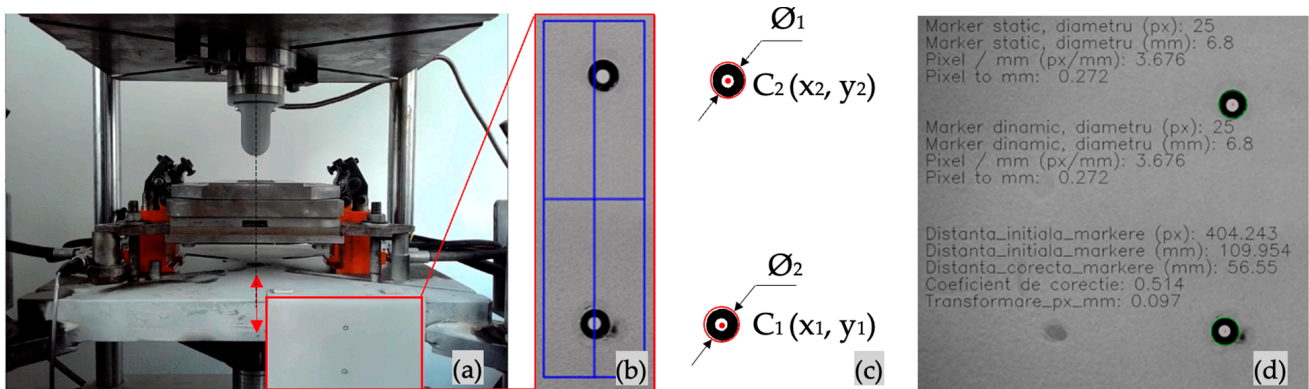 (a)
(b)
Ø1
C2 (x2, y2)
Ø2
C1 (x1, y1)
(c)
Marker static, diametru (px): 25
Marker static, diametru (mm): 6.8
Pixel / mm (px/mm): 3.676
Pixel to mm: 0.272
Marker dinamic, diametru (px): 25
Marker dinamic, diametru (mm): 6.8
Pixel / mm (px/mm): 3.676
Pixel to mm: 0.272
Distanta_initiala_markere (px): 404.243
Distanta_initiala_markere (mm): 109.954
Distanta_corecta_markere (mm): 56.55
Coeficient de corectie: 0.514
Transformare_px_mm: 0.097
(d)